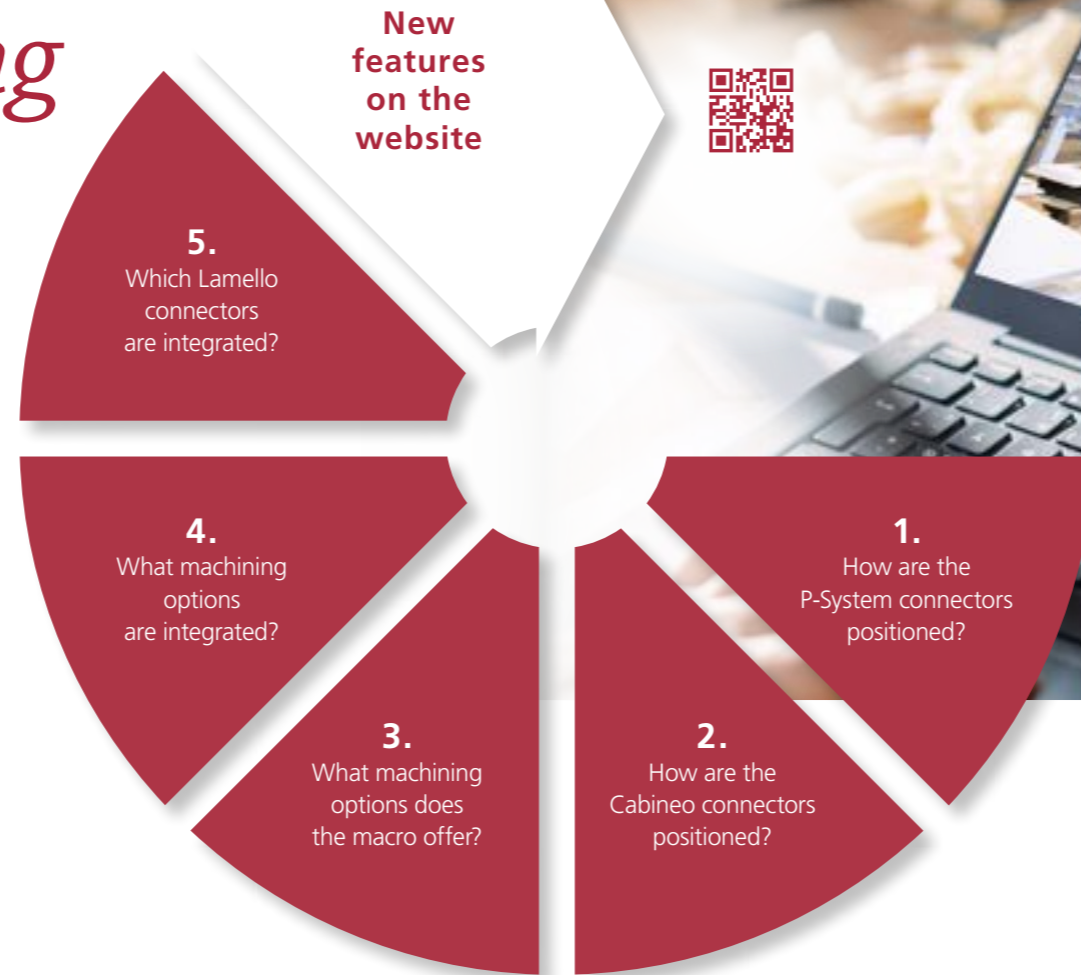 New
features
on the
website
5.
Which Lamello
connectors
are integrated?
4.
What machining
options
are integrated?
3.
What machining
options does
the macro offer?
2.
How are the
Cabineo connectors
positioned?
1.
How are the
P-System connectors
positioned?